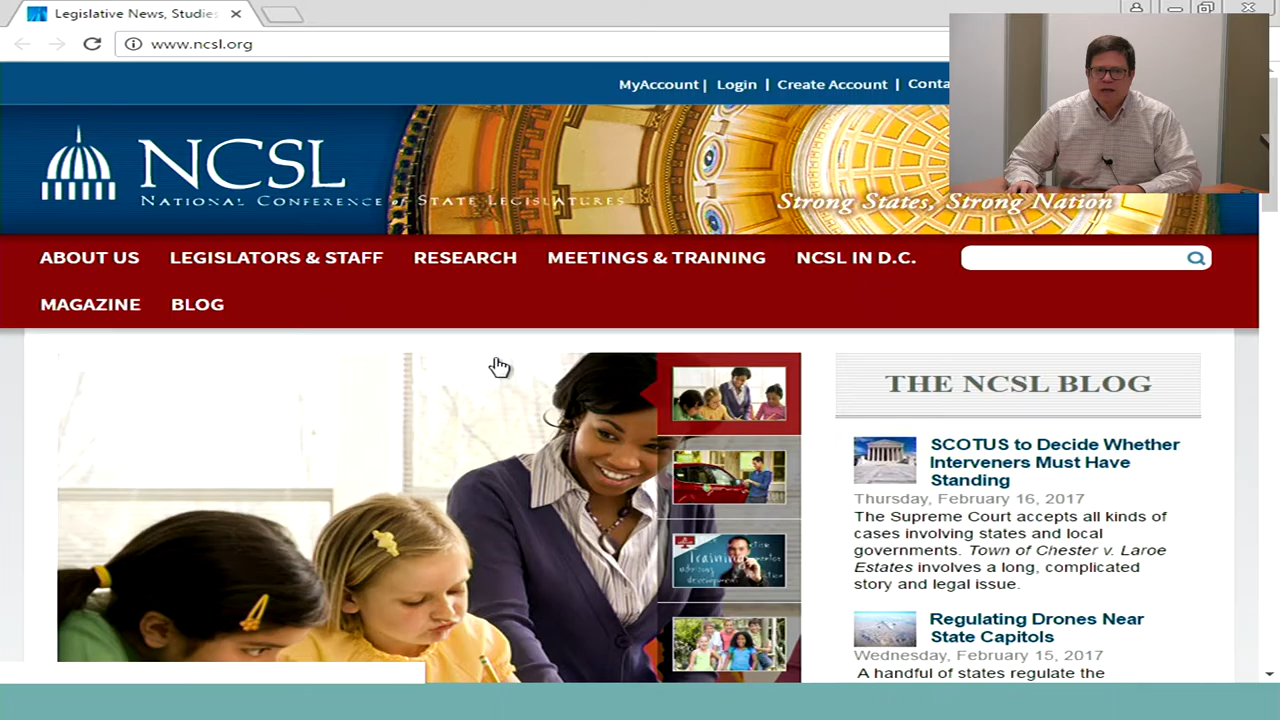 Legislative News, Studies
www.ncsl.org
MyAccount | Login | Create Account | Conta
NCSL
NATIONAL CONFERENCE of STATE LEGISLATURES
Strong States, Strong Nation
ABOUT US LEGISLATORS & STAFF RESEARCH MEETINGS & TRAINING NCSL IN D.C.
MAGAZINE BLOG
THE NCSL BLOG
SCOTUS to Decide Whether
Interveners Must Have
Standing
Thursday, February 16, 2017
The Supreme Court accepts all kinds of
cases involving states and local
governments. Town of Chester v. Laroe
Estates involves a long, complicated
story and legal issue.
Training
development
Regulating Drones Near
State Capitols
Wednesday, February 15, 2017
A handful of states regulate the